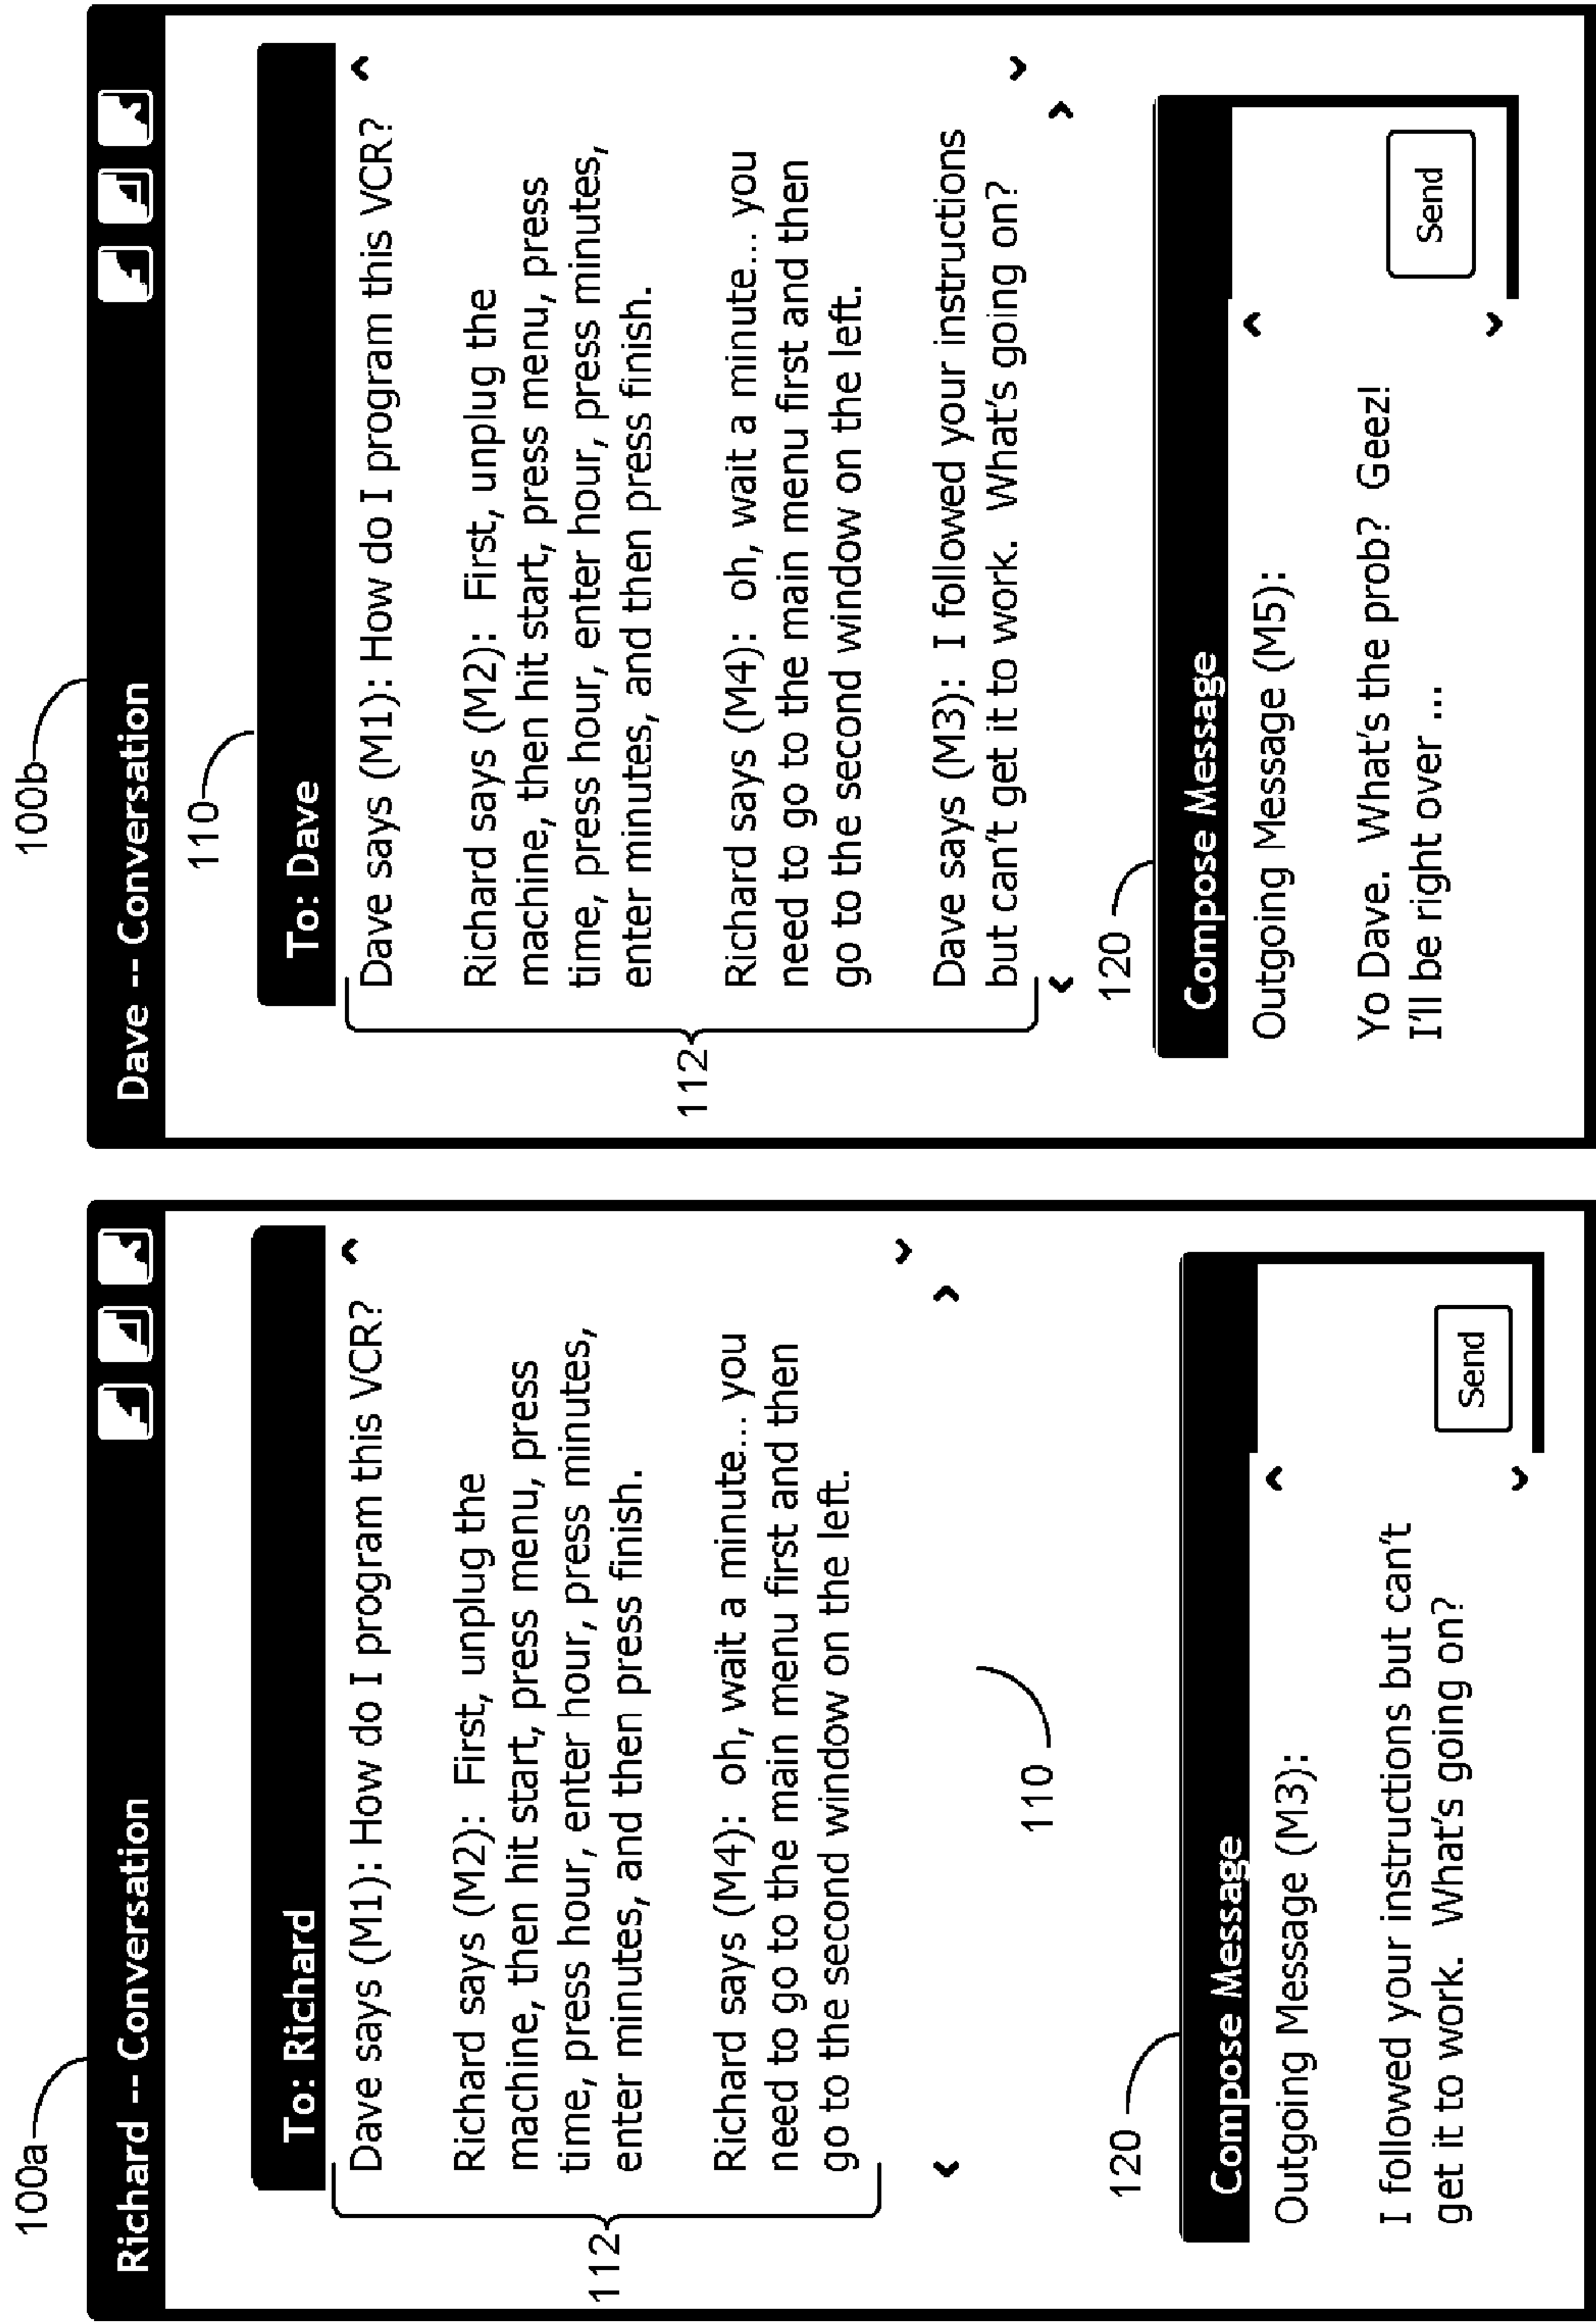 100a
Richard -- Conversation
To: Richard
Dave says (M1): How do I program this VCR?
Richard says (M2): First, unplug the
machine, then hit start, press menu, press
time, press hour, enter hour, press minutes,
enter minutes, and then press finish.
Richard says (M4): oh, wait a minute... you
need to go to the main menu first and then
go to the second window on the left.
112
110
120
Compose Message
Outgoing Message (M3):
I followed your instructions but can't
get it to work. What's going on?
Send
100b
Dave -- Conversation
110
To: Dave
Dave says (M1): How do I program this VCR?
Richard says (M2): First, unplug the
machine, then hit start, press menu, press
time, press hour, enter hour, press minutes,
enter minutes, and then press finish.
Richard says (M4): oh, wait a minute... you
need to go to the main menu first and then
go to the second window on the left.
Dave says (M3): I followed your instructions
but can't get it to work. What's going on?
112
120
Compose Message
Outgoing Message (M5):
Yo Dave. What's the prob? Geez!
I'll be right over ...
Send